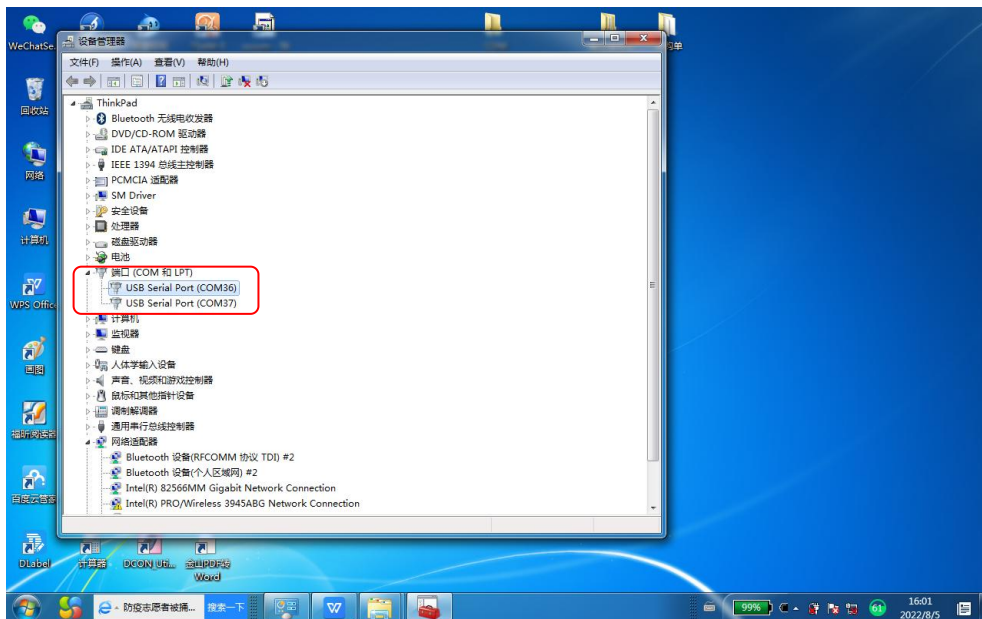 WeChatSe.
单
设备管理器
文件(F) 操作(A) 查看(V) 帮助(H)
ThinkPad
Bluetooth 无线电收发器
DVD/CD-ROM 驱动器
IDE ATA/ATAPI 控制器
IEEE 1394 总线主控制器
PCMCIA 适配器
SM Driver
安全设备
处理器
磁盘驱动器
电池
端口 (COM 和 LPT)
USB Serial Port (COM36)
USB Serial Port (COM37)
计算机
监视器
键盘
人体学输入设备
声音、视频和游戏控制器
鼠标和其他指针设备
调制解调器
通用串行总线控制器
网络适配器
Bluetooth 设备(RFCOMM 协议 TDI) #2
Bluetooth 设备(个人区域网) #2
Intel(R) 82566MM Gigabit Network Connection
Intel(R) PRO/Wireless 3945ABG Network Connection
回收站
网络
计算机
WPS Office
画图
福昕阅读器
百度云管家
DLabel
计算器
DCON_Uti...
金山PDF转
Word
防疫志愿者被捅...
搜索一下
99%
61
16:01
2022/8/5